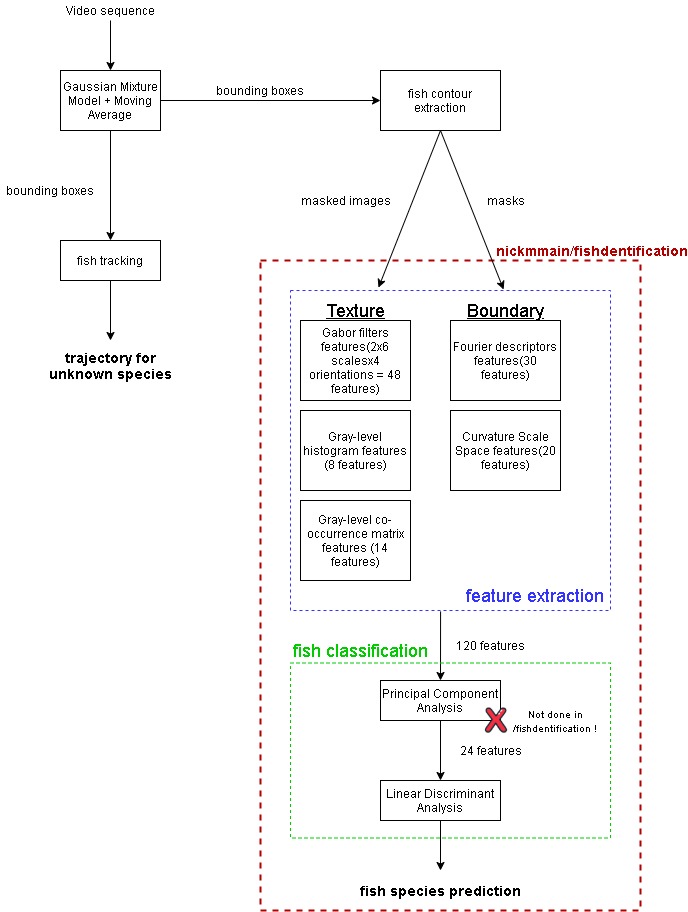 Video sequence
Gaussian Mixture
Model + Moving
Average
bounding boxes
fish contour
extraction
bounding boxes
masked images
masks
fish tracking
nickmmain/fishdentification
trajectory for
unknown species
Texture
Gabor filters
features(2x6
scalesx4
orientations = 48
features)
Gray-level
histogram features
(8 features)
Gray-level co-
occurrence matrix
features (14
features)
Boundary
Fourier descriptors
features(30
features)
Curvature Scale
Space features(20
features)
feature extraction
120 features
fish classification
Principal Component
Analysis
Not done in
/fishdentification !
24 features
Linear Discriminant
Analysis
fish species prediction